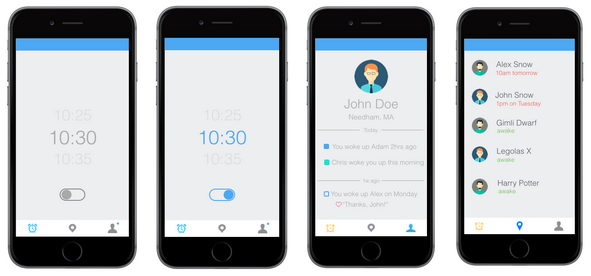 10:25
10:30
10:35
10:25
10:30
10:35
John Doe
Needham, MA
Today
You woke up Adam 2hrs ago
Chris woke you up this morning
1w ago
You woke up Alex on Monday
"Thanks, John!"
Alex Snow
10am tomorrow
John Snow
1pm on Tuesday
Gimli Dwarf
awake
Legolas X
awake
Harry Potter
awake